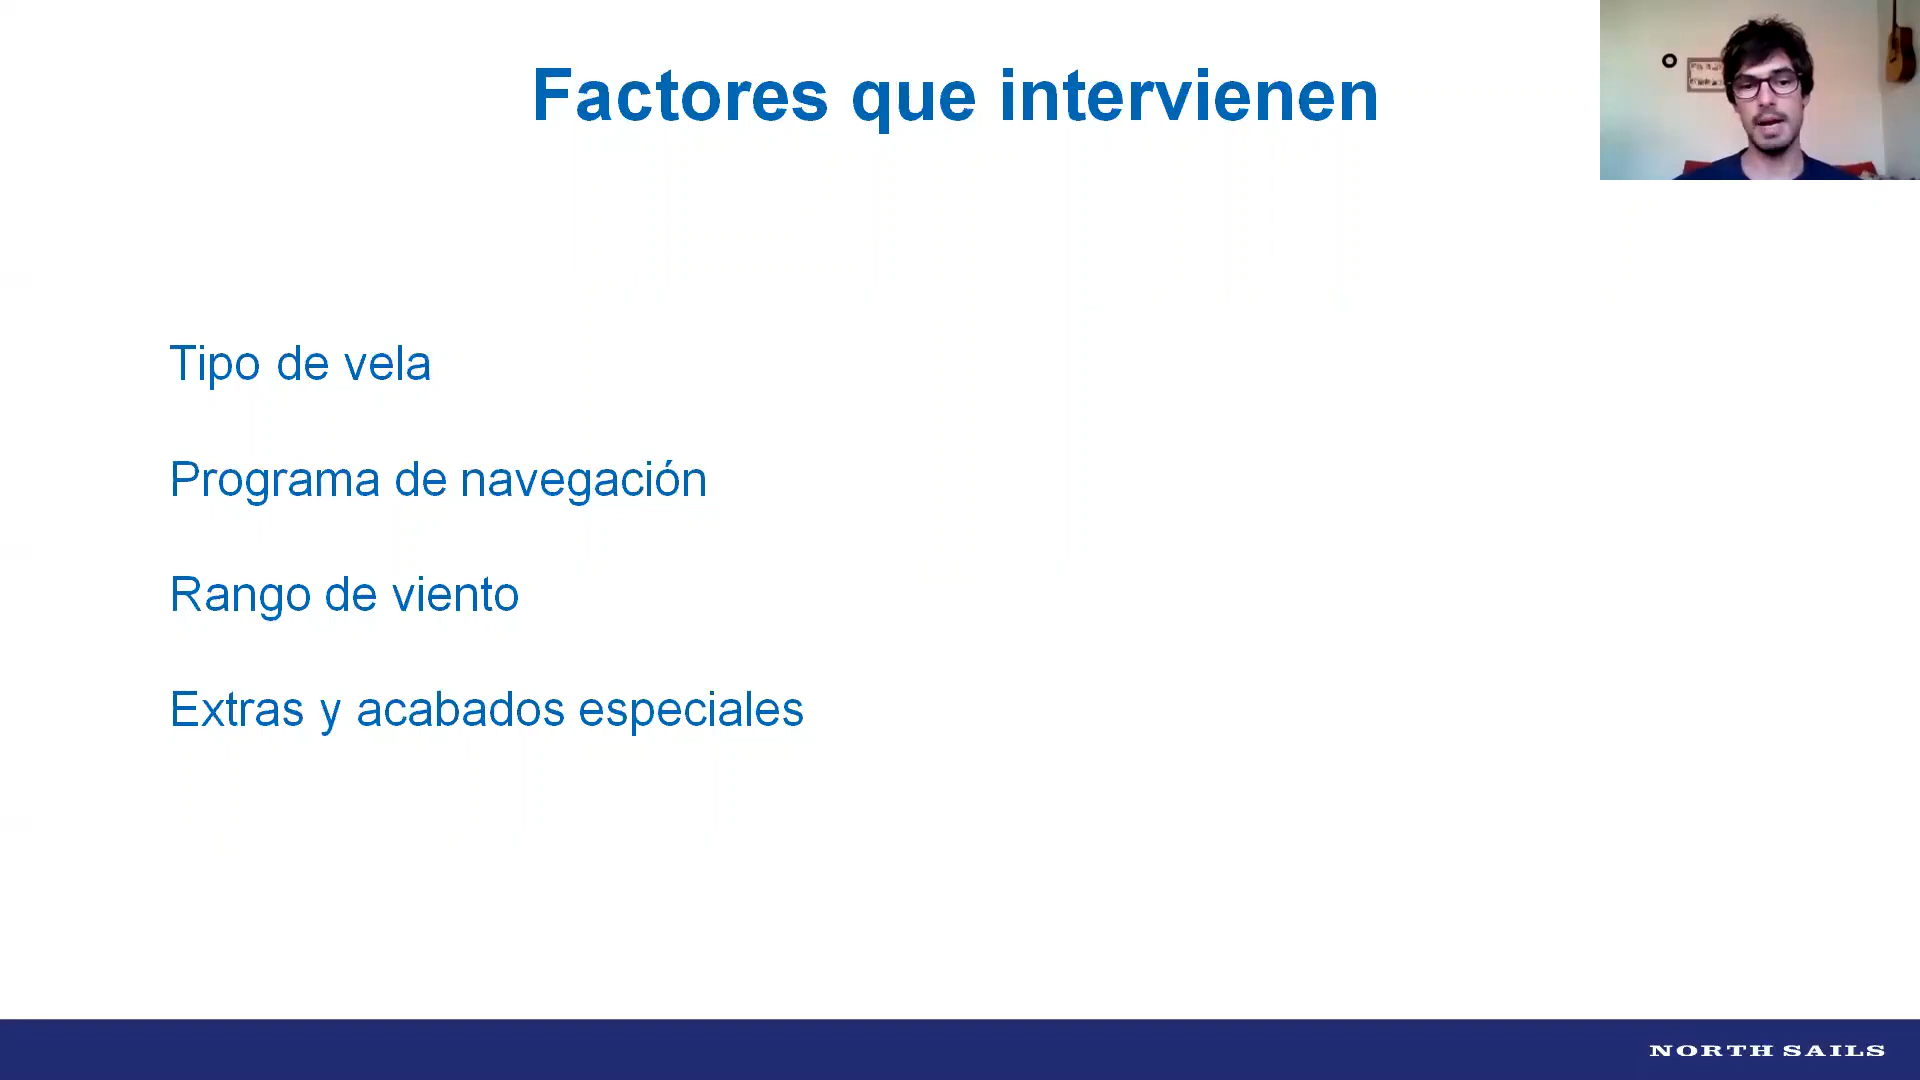 Factores que intervienen
Tipo de vela
Programa de navegación
Rango de viento
Extras y acabados especiales
NORTH SAILS